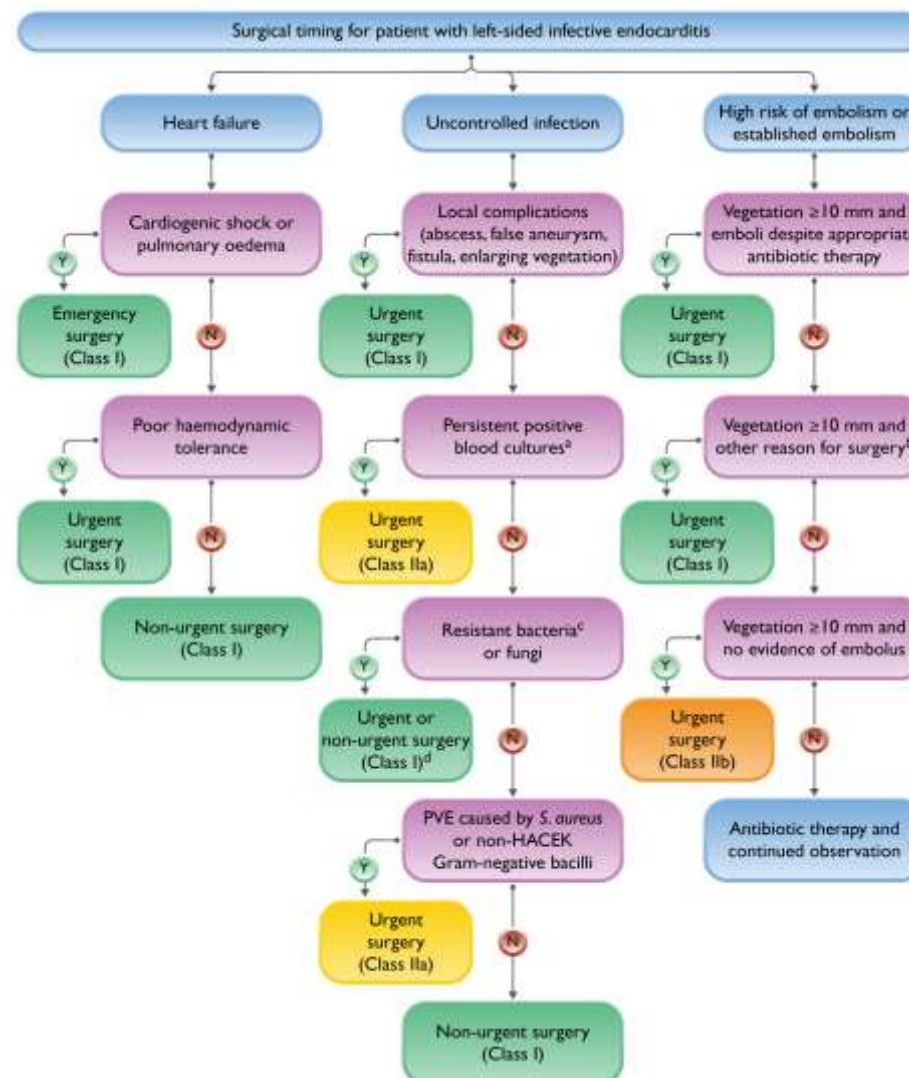 Surgical timing for patient with left-sided infective endocarditis
Heart failure
Uncontrolled infection
High risk of embolism or
established embolism
Cardiogenic shock or
pulmonary oedema
Local complications
(abscess, false aneurysm,
fistula, enlarging vegetation)
Vegetation ≥10 mm and
emboli despite appropriat
antibiotic therapy
Y
Y
Y
Emergency
surgery
(Class I)
N
Urgent
surgery
(Class I)
N
Urgent
surgery
(Class I)
N
Poor haemodynamic
tolerance
Persistent positive
blood culturesᵃ
Vegetation ≥10 mm and
other reason for surgery
Y
Y
Y
Urgent
surgery
(Class I)
N
Urgent
surgery
(Class IIa)
N
Urgent
surgery
(Class I)
N
Non-urgent surgery
(Class I)
Resistant bacteriaᶜ
or fungi
Vegetation ≥10 mm and
no evidence of embolus
Y
Y
Urgent or
non-urgent surgery
(Class I)ᵈ
N
Urgent
surgery
(Class IIb)
N
PVE caused by S. aureus
or non-HACEK
Gram-negative bacilli
Antibiotic therapy and
continued observation
Y
Urgent
surgery
(Class IIa)
N
Non-urgent surgery
(Class I)